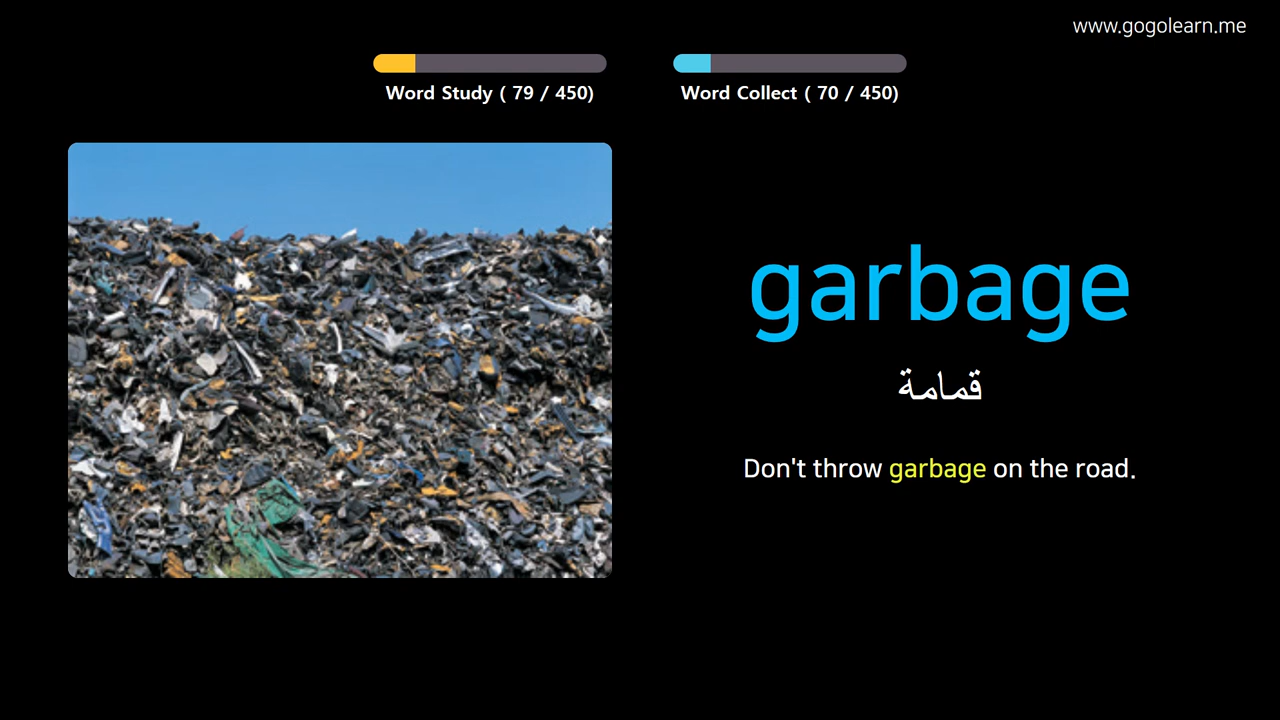 www.gogolearn.me
Word Study ( 79 / 450)
Word Collect ( 70 / 450)
garbage
قمامة
Don't throw garbage on the road.